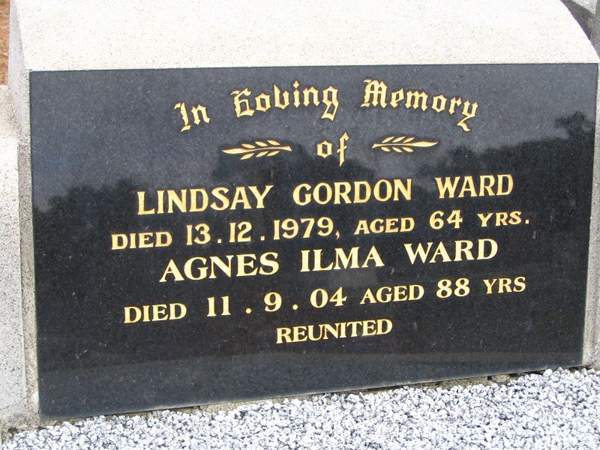 In Loving Memory
of
LINDSAY GORDON WARD
DIED 13.12.1979, AGED 64 YRS.
AGNES ILMA WARD
DIED 11.9.04 AGED 88 YRS
REUNITED